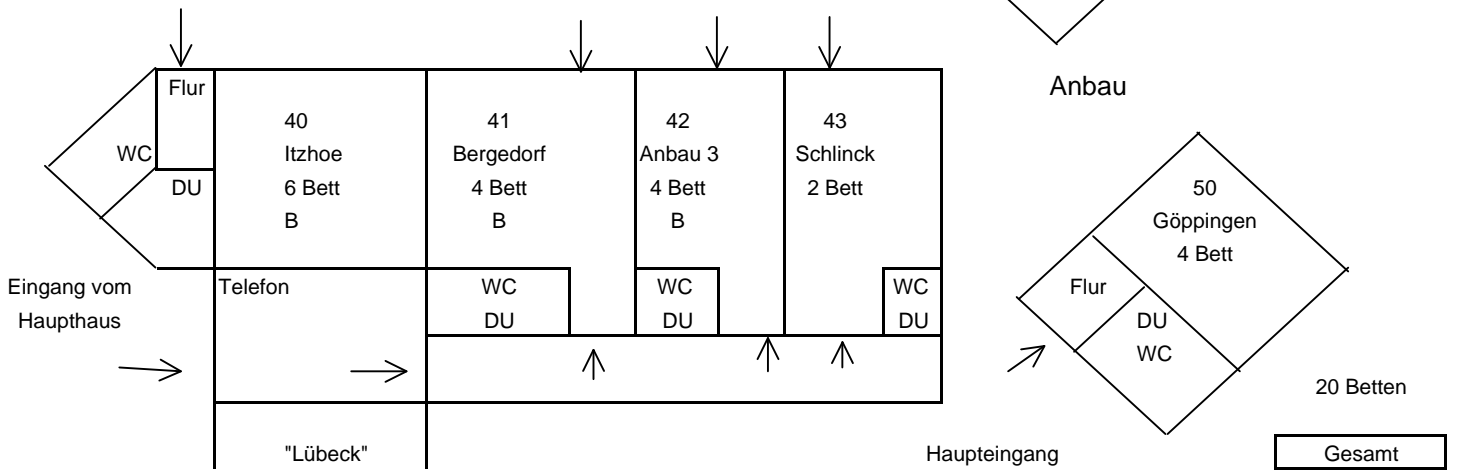 Anbau
Flur
WC
DU
40
Itzhoe
6 Bett
B
41
Bergedorf
4 Bett
B
42
Anbau 3
4 Bett
B
43
Schlinck
2 Bett
50
Göppingen
4 Bett
Flur
DU
WC
Eingang vom
Haupthaus
Telefon
WC
DU
WC
DU
WC
DU
20 Betten
"Lübeck"
Haupteingang
Gesamt